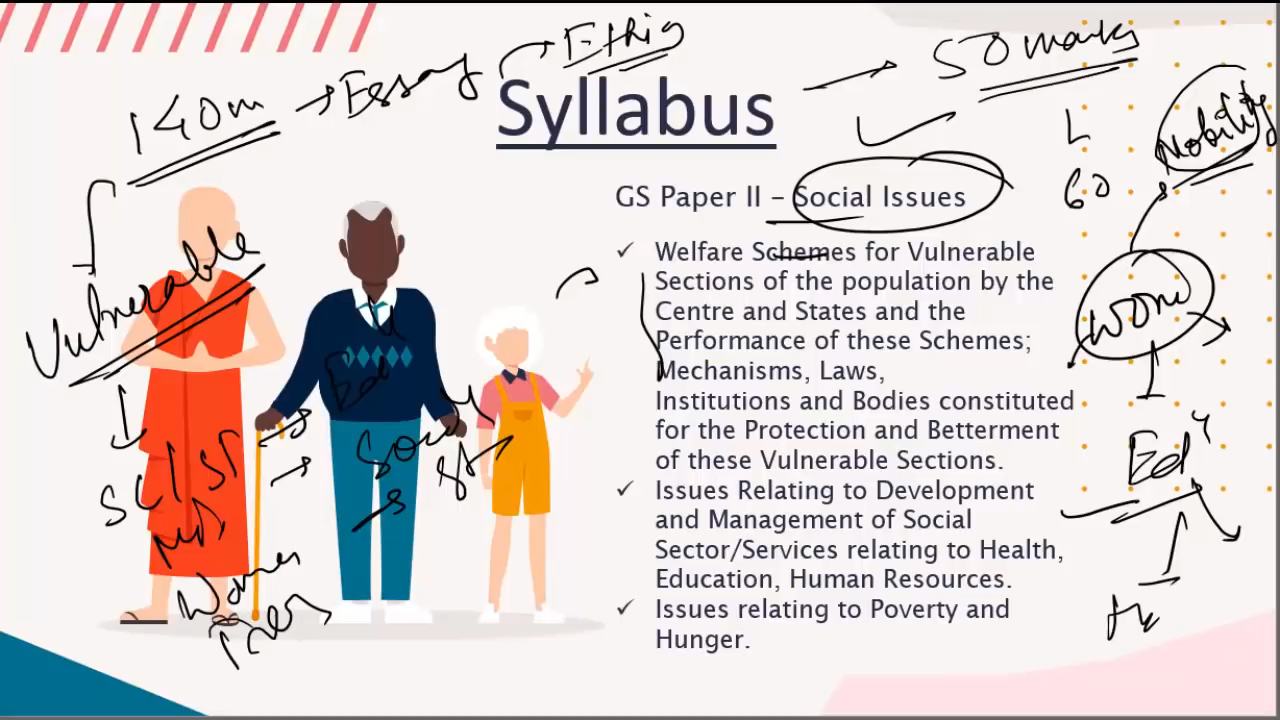 140m → Essay → Ethics
Syllabus
→ 50 marks
L
60
Mobility
GS Paper II – Social Issues
✓ Welfare Schemes for Vulnerable
Sections of the population by the
Centre and States and the
Performance of these Schemes;
Mechanisms, Laws,
Institutions and Bodies constituted
for the Protection and Betterment
of these Vulnerable Sections.
✓ Issues Relating to Development
and Management of Social
Sector/Services relating to Health,
Education, Human Resources.
✓ Issues relating to Poverty and
Hunger.
Vulnerable
SC/ST
Women
Edⁿ